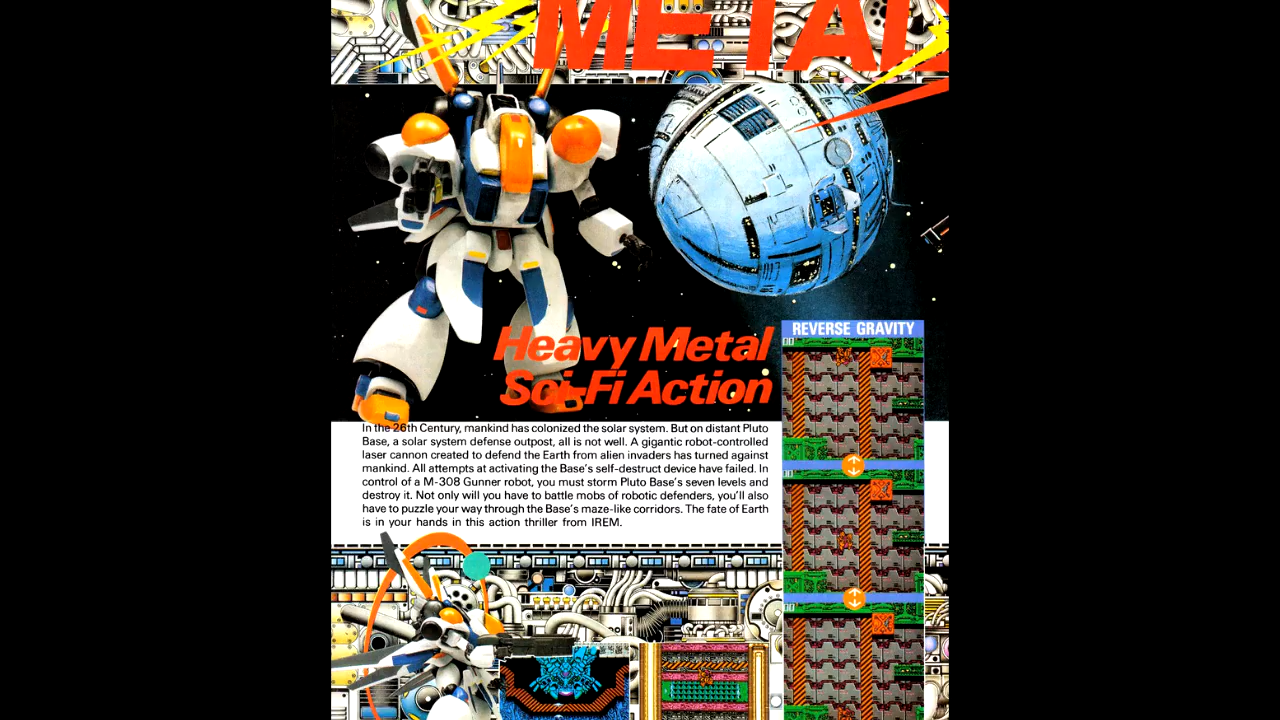 METAL
Heavy Metal
Sci-Fi Action
REVERSE GRAVITY
In the 26th Century, mankind has colonized the solar system. But on distant Pluto
Base, a solar system defense outpost, all is not well. A gigantic robot-controlled
laser cannon created to defend the Earth from alien invaders has turned against
mankind. All attempts at activating the Base's self-destruct device have failed. In
control of a M-308 Gunner robot, you must storm Pluto Base's seven levels and
destroy it. Not only will you have to battle mobs of robotic defenders, you'll also
have to puzzle your way through the Base's maze-like corridors. The fate of Earth
is in your hands in this action thriller from IREM.